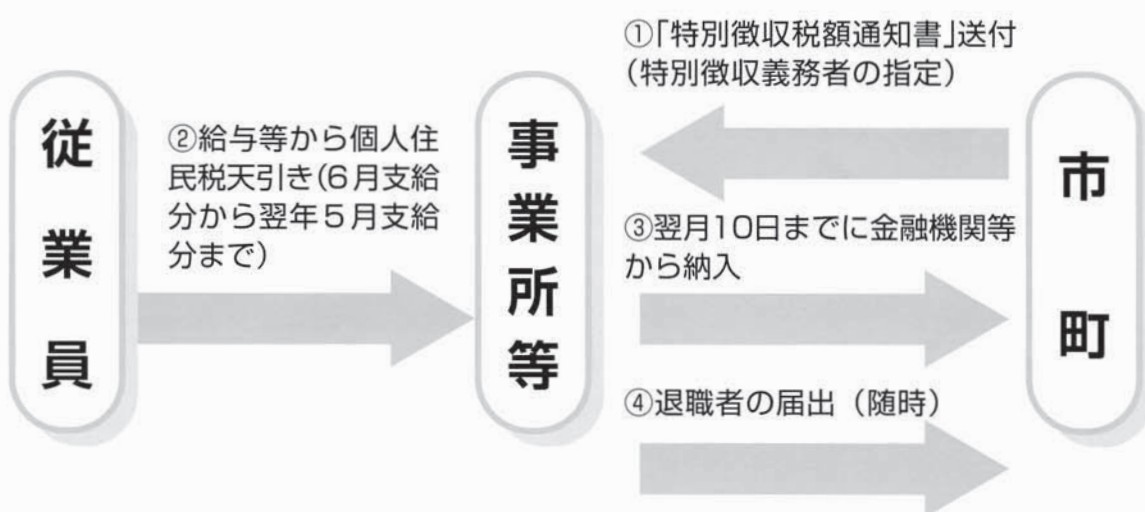 従業員
②給与等から個人住
民税天引き(6月支給
分から翌年5月支給
分まで)
事業所等
①「特別徴収税額通知書」送付
(特別徴収義務者の指定)
③翌月10日までに金融機関等
から納入
④退職者の届出（随時）
市町